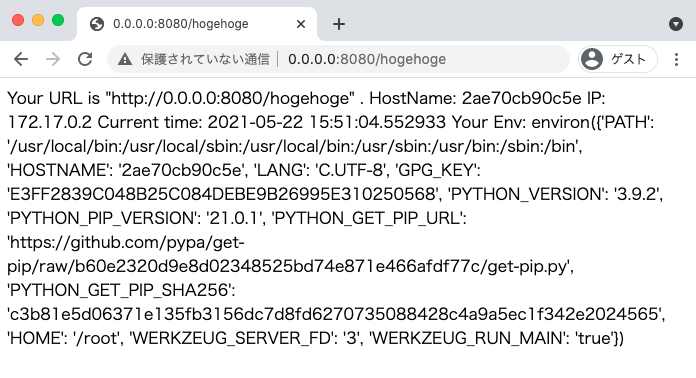 0.0.0.0:8080/hogehoge
保護されていない通信 | 0.0.0.0:8080/hogehoge
ゲスト
Your URL is "http://0.0.0.0:8080/hogehoge" . HostName: 2ae70cb90c5e IP:
172.17.0.2 Current time: 2021-05-22 15:51:04.552933 Your Env: environ({'PATH':
'/usr/local/bin:/usr/local/sbin:/usr/local/bin:/usr/sbin:/usr/bin:/sbin:/bin',
'HOSTNAME': '2ae70cb90c5e', 'LANG': 'C.UTF-8', 'GPG_KEY':
'E3FF2839C048B25C084DEBE9B26995E310250568', 'PYTHON_VERSION': '3.9.2',
'PYTHON_PIP_VERSION': '21.0.1', 'PYTHON_GET_PIP_URL':
'https://github.com/pypa/get-
pip/raw/b60e2320d9e8d02348525bd74e871e466afdf77c/get-pip.py',
'PYTHON_GET_PIP_SHA256':
'c3b81e5d06371e135fb3156dc7d8fd6270735088428c4a9a5ec1f342e2024565',
'HOME': '/root', 'WERKZEUG_SERVER_FD': '3', 'WERKZEUG_RUN_MAIN': 'true'})